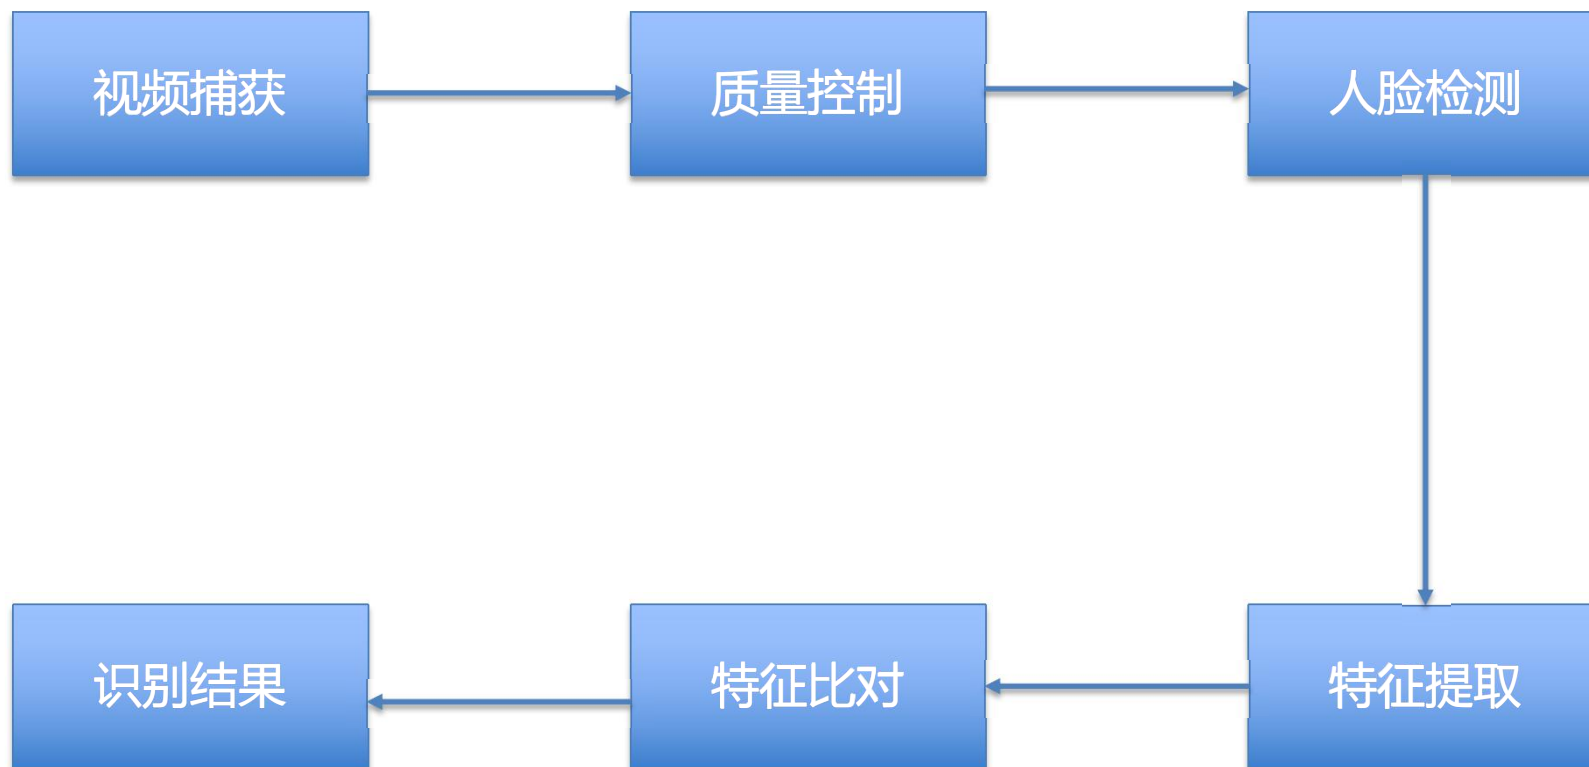 视频捕获
质量控制
人脸检测
特征提取
特征比对
识别结果